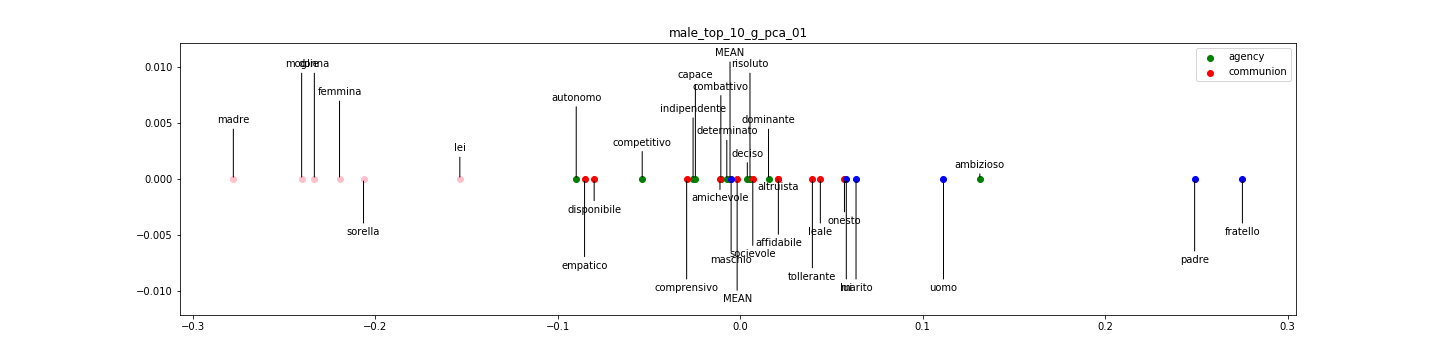 male_top_10_g_pca_01
agency
communion
0.010
0.005
0.000
−0.005
−0.010
MEAN
moglie donna
risoluto
capace
combattivo
femmina
autonomo
indipendente
madre
dominante
determinato
competitivo
lei
deciso
ambizioso
altruista
amichevole
disponibile
onesto
sorella
leale
fratello
affidabile
socievole
maschio
padre
empatico
tollerante
comprensivo
lui marito
uomo
MEAN
−0.3
−0.2
−0.1
0.0
0.1
0.2
0.3